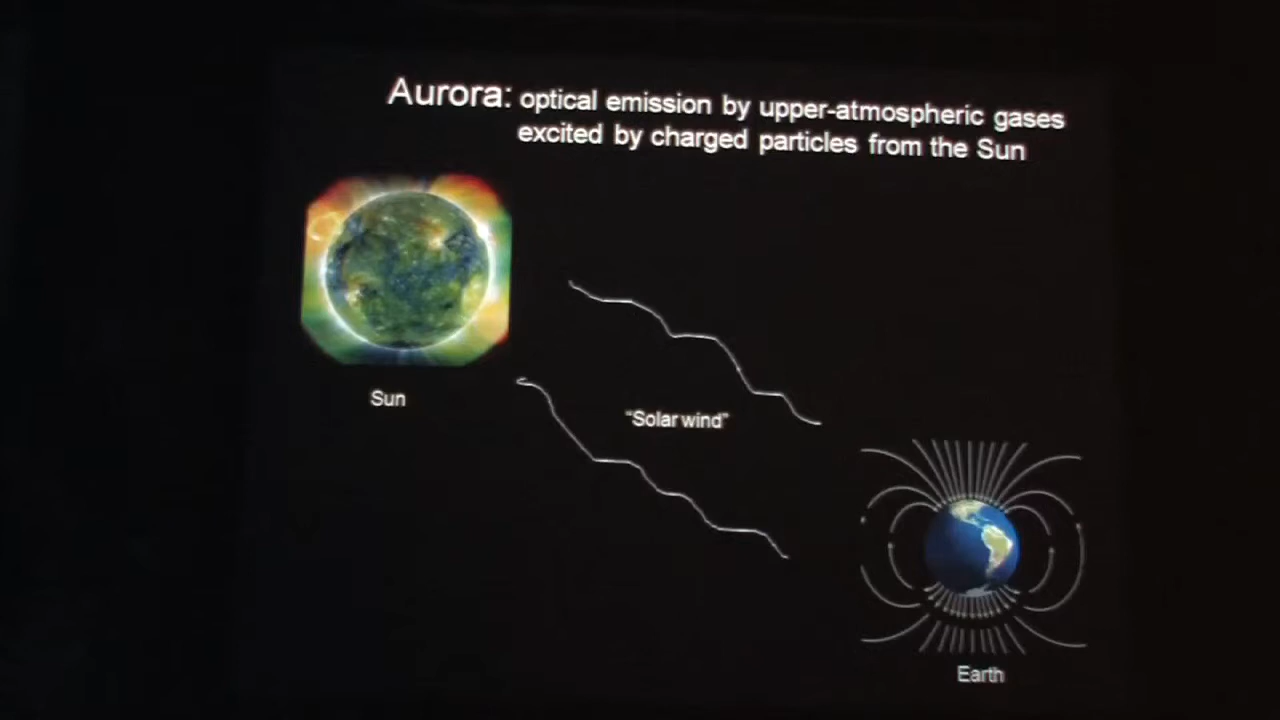 Aurora: optical emission by upper-atmospheric gases
excited by charged particles from the Sun
Sun
"Solar wind"
Earth